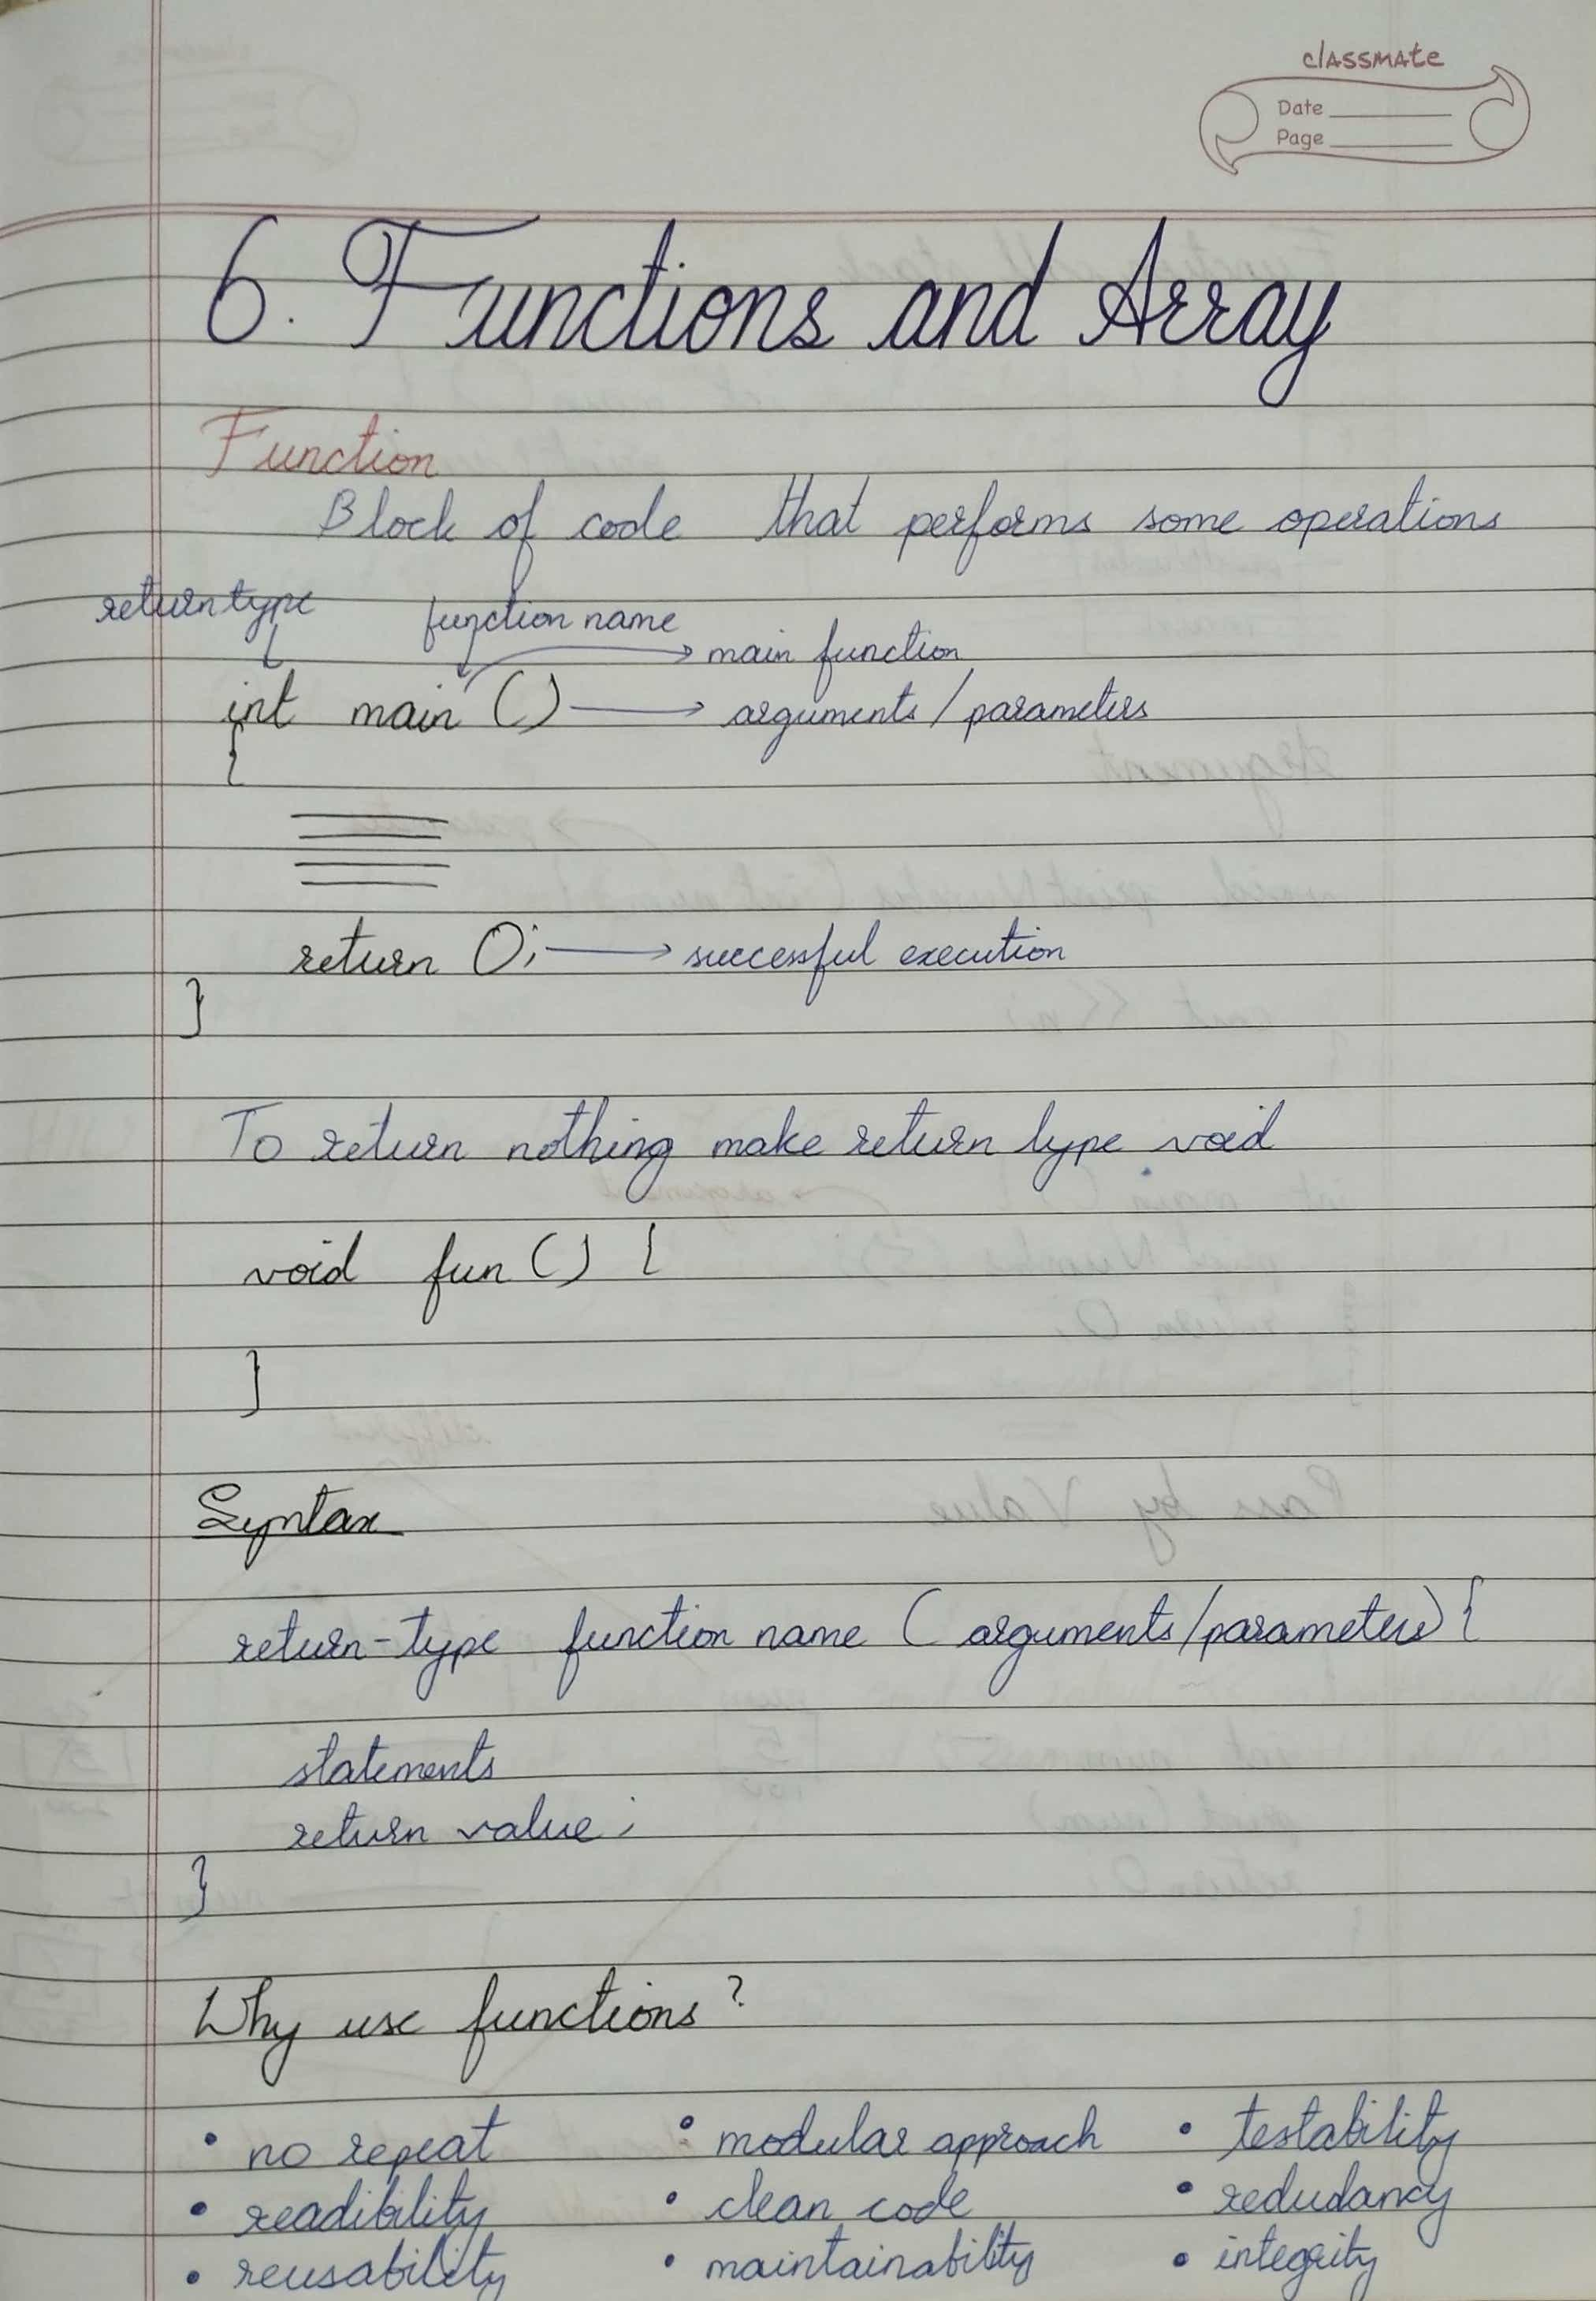 classmate
Date
Page
6. Functions and Array
Function
Block of code that performs some operations
return type function name
main function
int main () arguments / parameters
{
return 0; successful execution
}
To return nothing make return type void
void fun () {
}
Syntax
return-type function name ( arguments/parameters) {
statements
return value ;
}
Why use functions ?
• no repeat • modular approach • testability
• readibility • clean code • redudancy
• reusability • maintainability • integrity